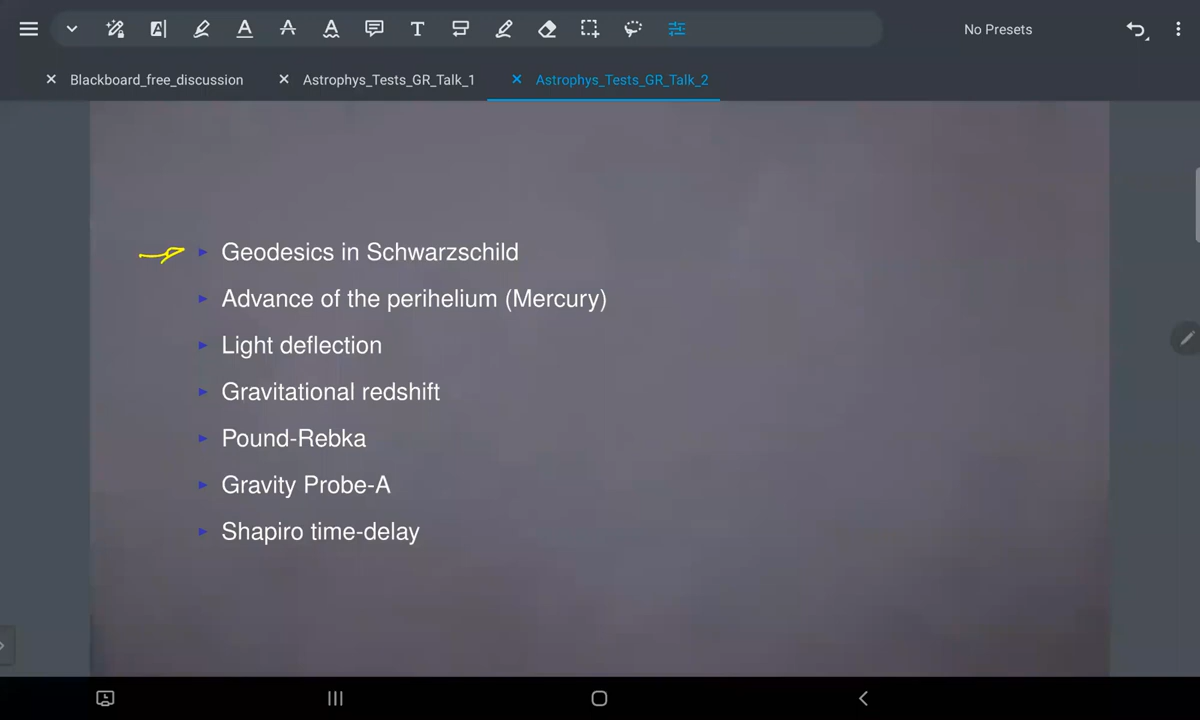 No Presets
Blackboard_free_discussion
Astrophys_Tests_GR_Talk_1
Astrophys_Tests_GR_Talk_2
Geodesics in Schwarzschild
Advance of the perihelium (Mercury)
Light deflection
Gravitational redshift
Pound-Rebka
Gravity Probe-A
Shapiro time-delay